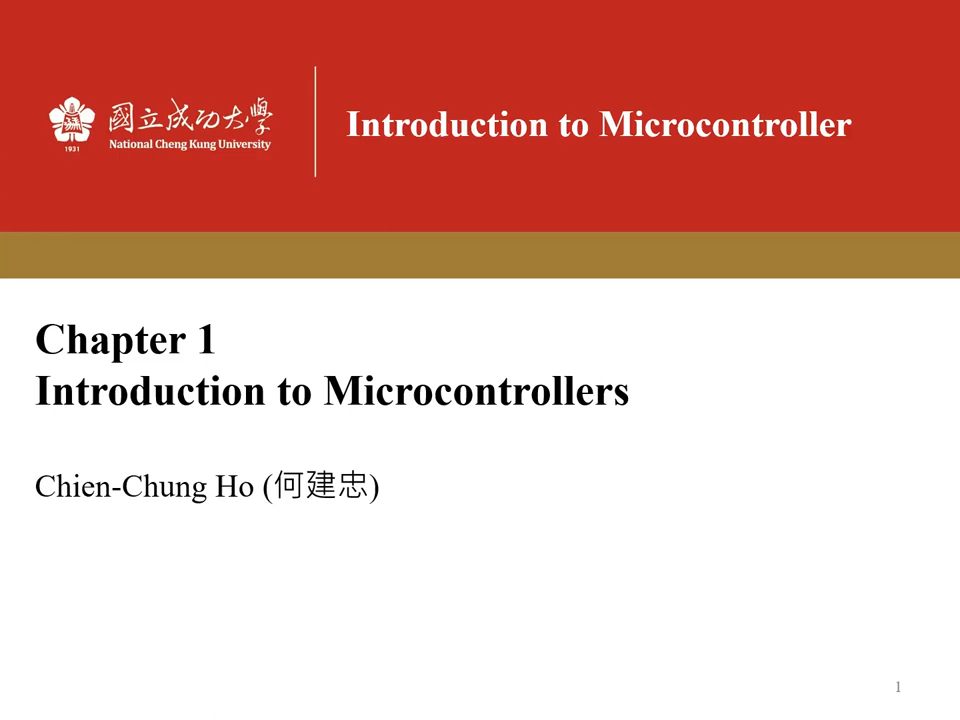 國立成功大學
National Cheng Kung University
1931
Introduction to Microcontroller
Chapter 1
Introduction to Microcontrollers
Chien-Chung Ho (何建忠)
1